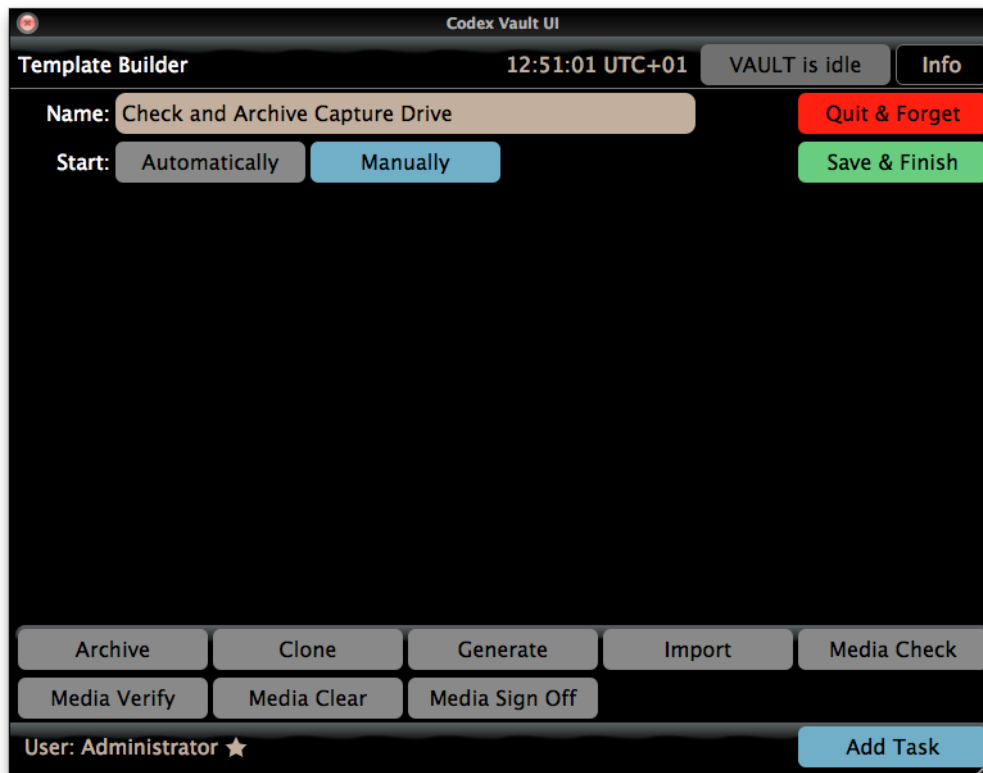 Codex Vault UI
Template Builder 12:51:01 UTC+01 VAULT is idle Info
Name: Check and Archive Capture Drive Quit & Forget
Start: Automatically Manually Save & Finish
Archive Clone Generate Import Media Check
Media Verify Media Clear Media Sign Off
User: Administrator ★ Add Task